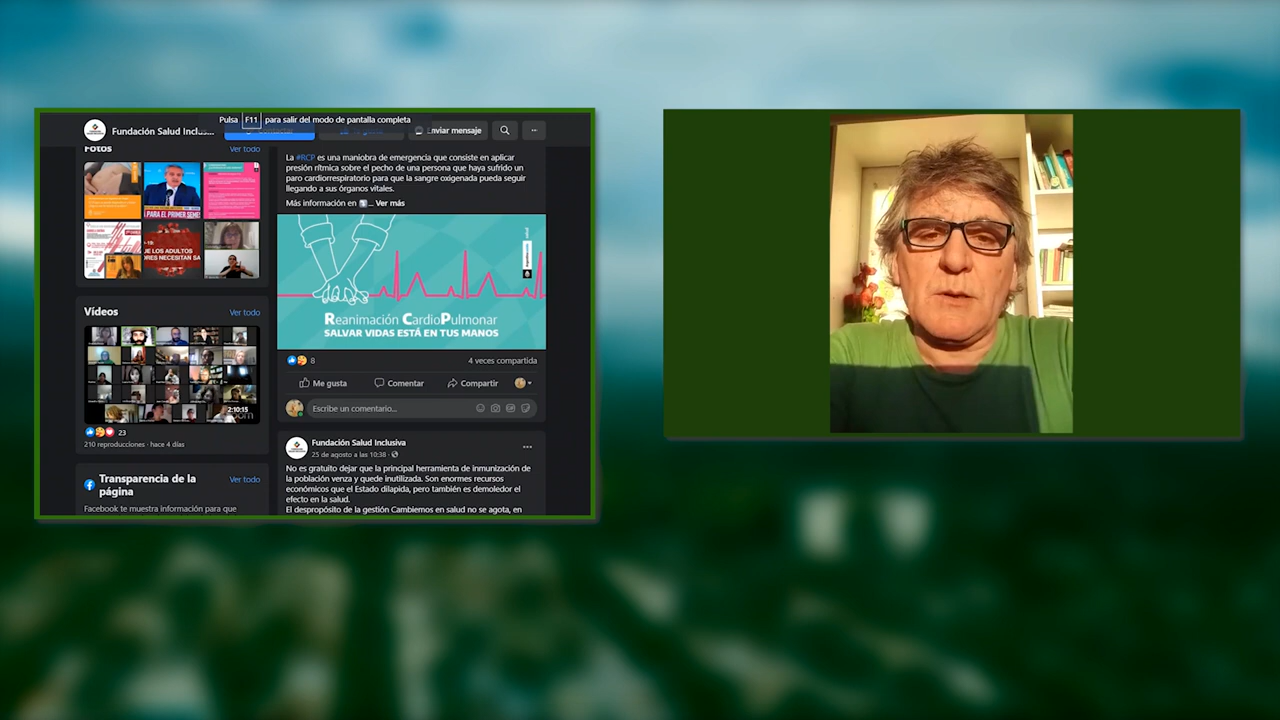 Pulsa F11 para salir del modo de pantalla completa
Fundación Salud Inclus...
Enviar mensaje
Fotos
Ver todo
A PARA EL PRIMER SEME
JE LOS ADULTOS
ORES NECESITAN SA
Vídeos
Ver todo
2:10:15
23
210 reproducciones · hace 4 días
Transparencia de la
página
Ver todo
Facebook te muestra información para que
La #RCP es una maniobra de emergencia que consiste en aplicar
presión rítmica sobre el pecho de una persona que haya sufrido un
paro cardiorrespiratorio para que la sangre oxigenada pueda seguir
llegando a sus órganos vitales.
Más información en ... Ver más
Reanimación CardioPulmonar
SALVAR VIDAS ESTÁ EN TUS MANOS
8
4 veces compartida
Me gusta
Comentar
Compartir
Escribe un comentario...
Fundación Salud Inclusiva
25 de agosto a las 10:38 ·
No es gratuito dejar que la principal herramienta de inmunización de
la población venza y quede inutilizada. Son enormes recursos
económicos que el Estado dilapida, pero también es demoledor el
efecto en la salud.
El despropósito de la gestión Cambiemos en salud no se agota, en